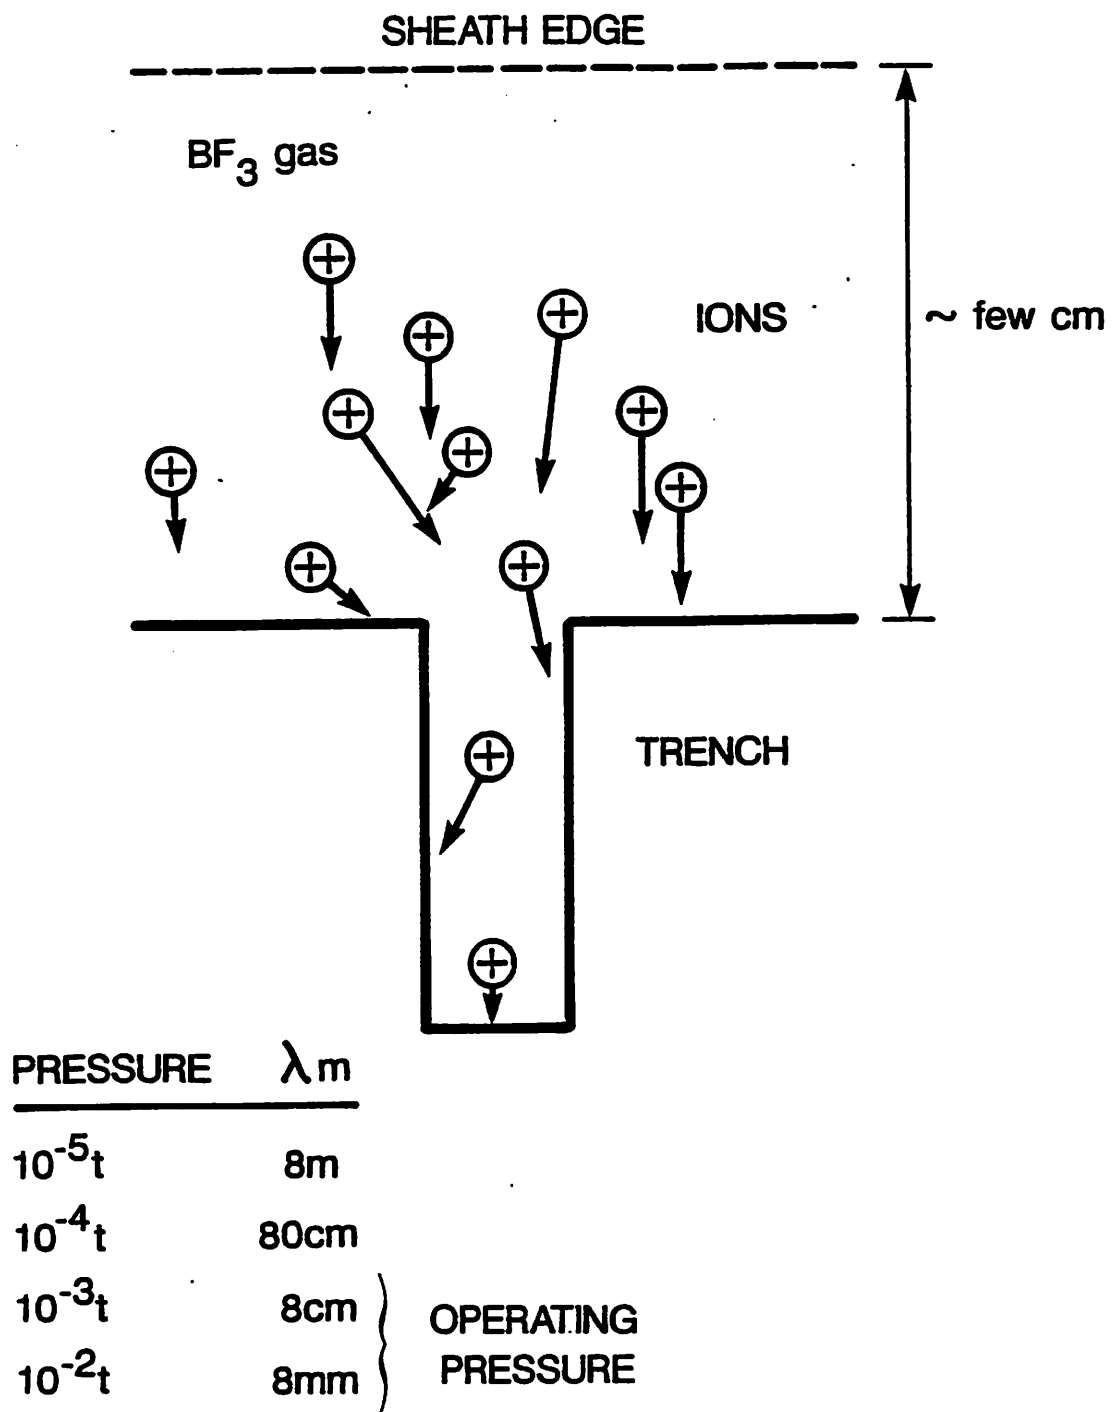 SHEATH EDGE
BF₃ gas
IONS
~ few cm
TRENCH
PRESSURE λm
10⁻⁵t 8m
10⁻⁴t 80cm
10⁻³t 8cm
10⁻²t 8mm
OPERATING
PRESSURE